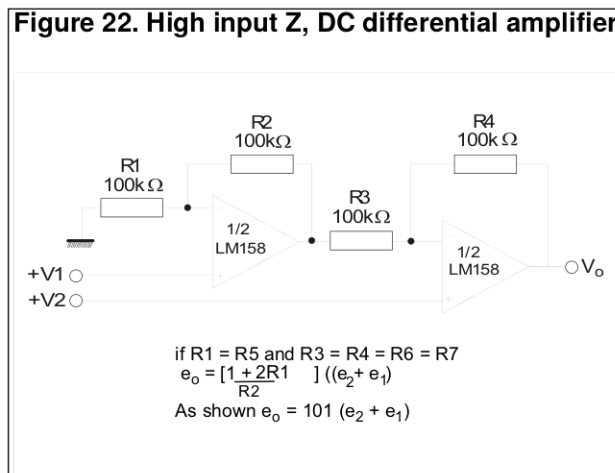 Figure 22. High input Z, DC differential amplifier
R2
100kΩ
R4
100kΩ
R1
100kΩ
R3
100kΩ
-
1/2
LM158
+
-
1/2
LM158
+
+V1
+V2
Vo
if R1 = R5 and R3 = R4 = R6 = R7
eo = [1 + 2R1 ] ((e2+ e1)
R2
As shown eo = 101 (e2 + e1)